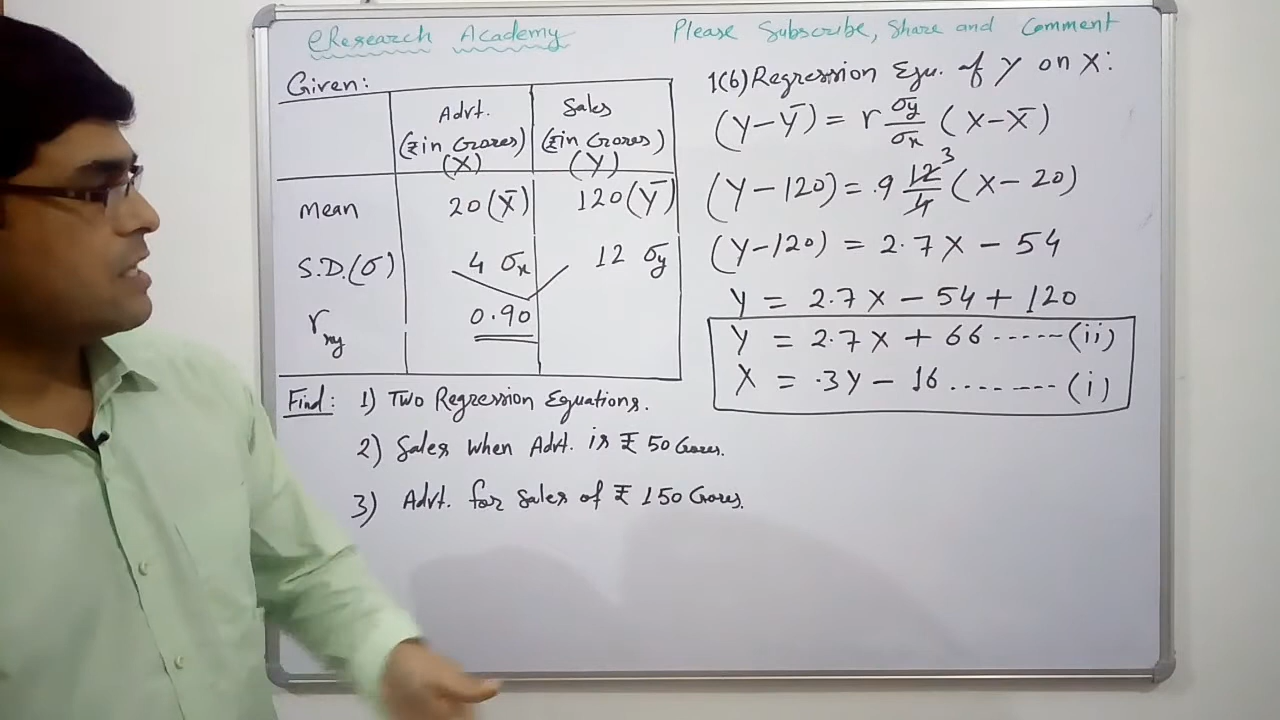 eResearch Academy Please Subscribe, Share and Comment
Given:
Advt. (₹ in Crores) (X)
Sales (₹ in Crores) (Y)
Mean 20 (X̄) 120 (Ȳ)
S.D.(σ) 4 σx 12 σy
rxy 0.90
Find: 1) Two Regression Equations.
2) Sales when Advt. is ₹ 50 Crores.
3) Advt. for Sales of ₹ 150 Crores.
1(b) Regression Equ. of Y on X:
(Y-Ȳ) = r σy/σx (X-X̄)
(Y-120) = .9 12/4 3 (X-20)
(Y-120) = 2.7X - 54
Y = 2.7X - 54 + 120
Y = 2.7X + 66 ------ (ii)
X = .3Y - 16 ........--- (i)